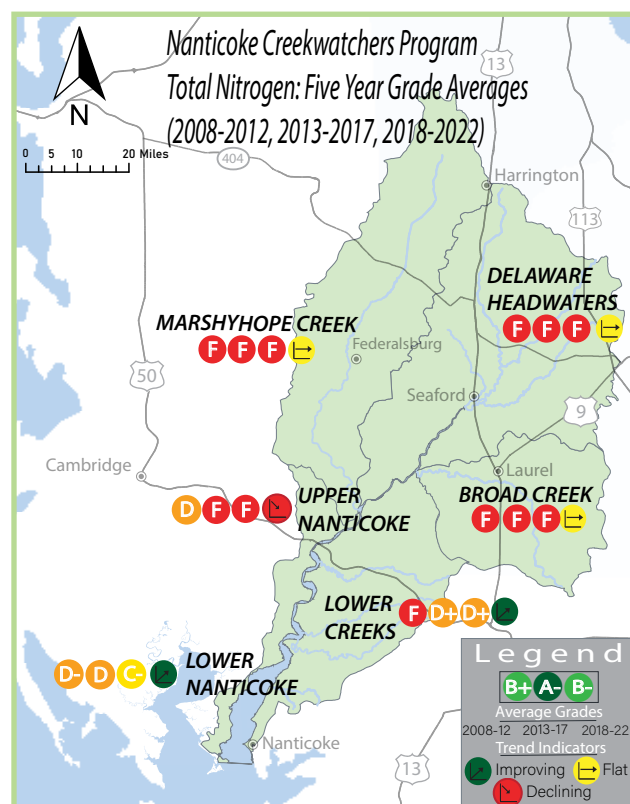 Nanticoke Creekwatchers Program
Total Nitrogen: Five Year Grade Averages
(2008-2012, 2013-2017, 2018-2022)
N
0 5 10 20 Miles
13
404
Harrington
113
DELAWARE
HEADWATERS
F F F
MARSHYHOPE CREEK
F F F
Federalsburg
50
Seaford
9
Cambridge
Laurel
BROAD CREEK
F F F
UPPER
NANTICOKE
D F F
LOWER
CREEKS
F D+ D+
LOWER
NANTICOKE
D- D C-
Nanticoke
13
Legend
B+ A- B-
Average Grades
2008-12 2013-17 2018-22
Trend Indicators
Improving Flat
Declining